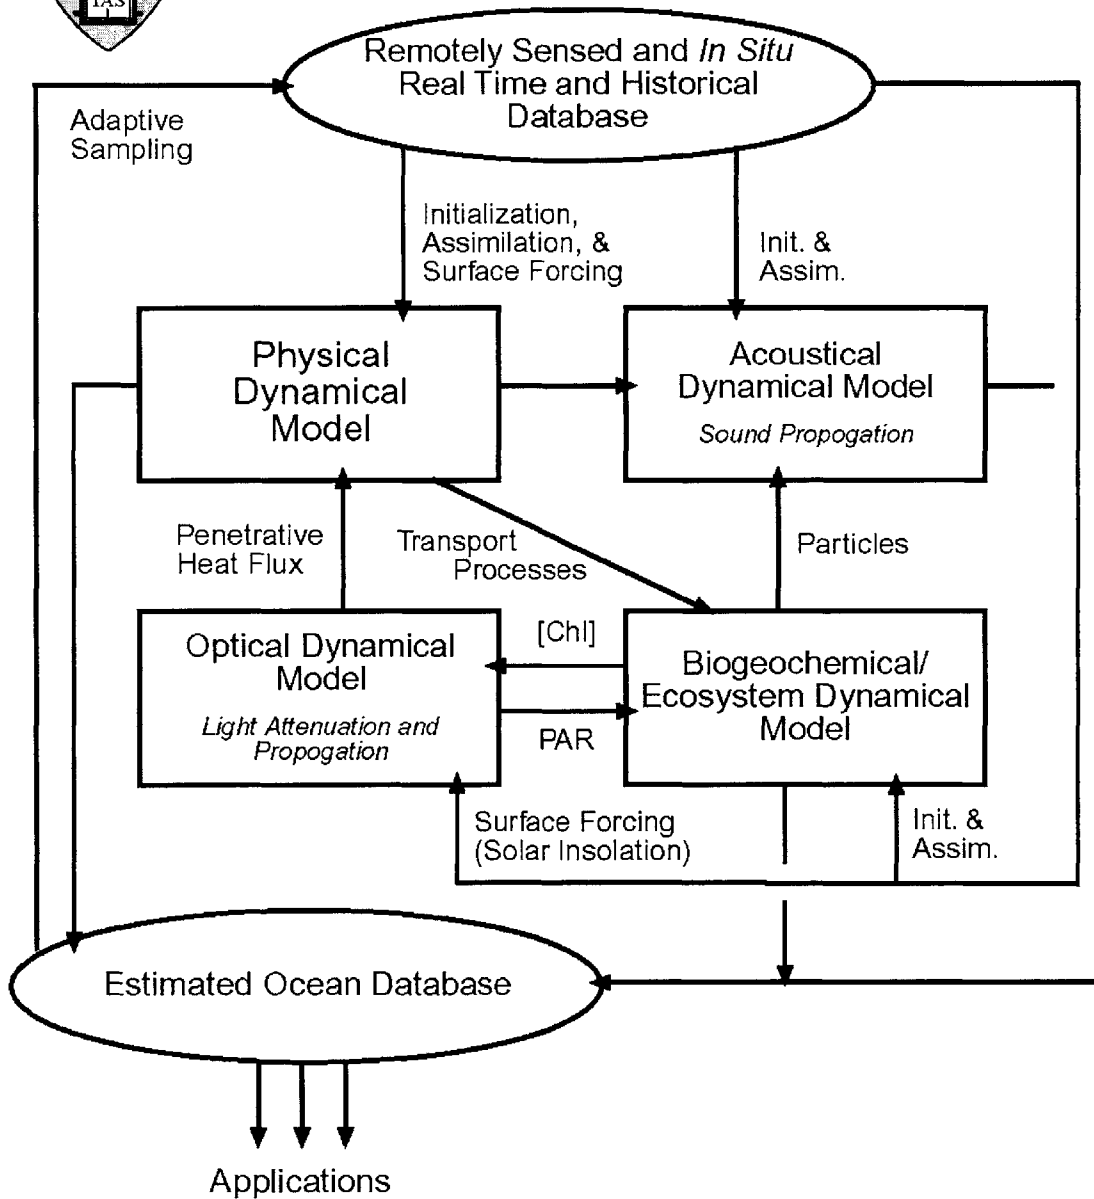 IAS
Remotely Sensed and In Situ
Real Time and Historical
Database
Adaptive
Sampling
Initialization,
Assimilation, &
Surface Forcing
Init. &
Assim.
Physical
Dynamical
Model
Acoustical
Dynamical Model
Sound Propogation
Penetrative
Heat Flux
Transport
Processes
Particles
Optical Dynamical
Model
Light Attenuation and
Propogation
[Chl]
PAR
Biogeochemical/
Ecosystem Dynamical
Model
Surface Forcing
(Solar Insolation)
Init. &
Assim.
Estimated Ocean Database
Applications